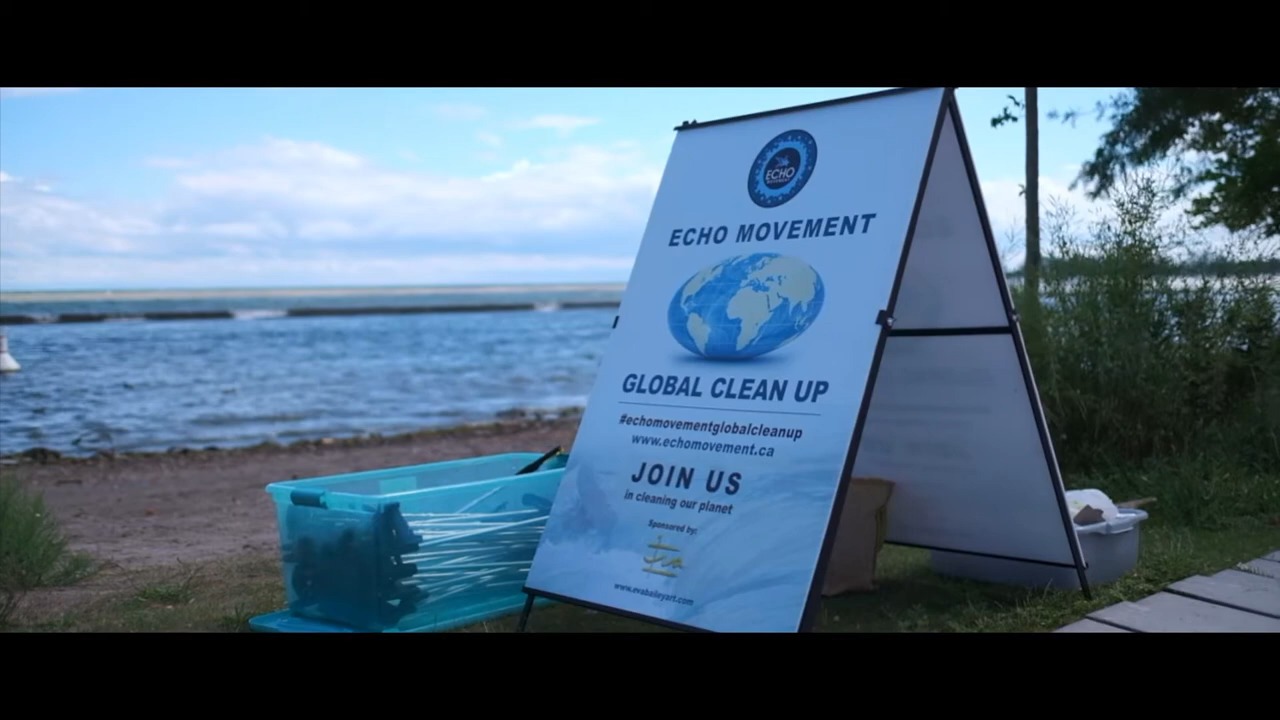 ECHO
MOVEMENT
ECHO MOVEMENT
GLOBAL CLEAN UP
#echomovementglobalcleanup
www.echomovement.ca
JOIN US
in cleaning our planet
Sponsored by:
www.evabaileyart.com